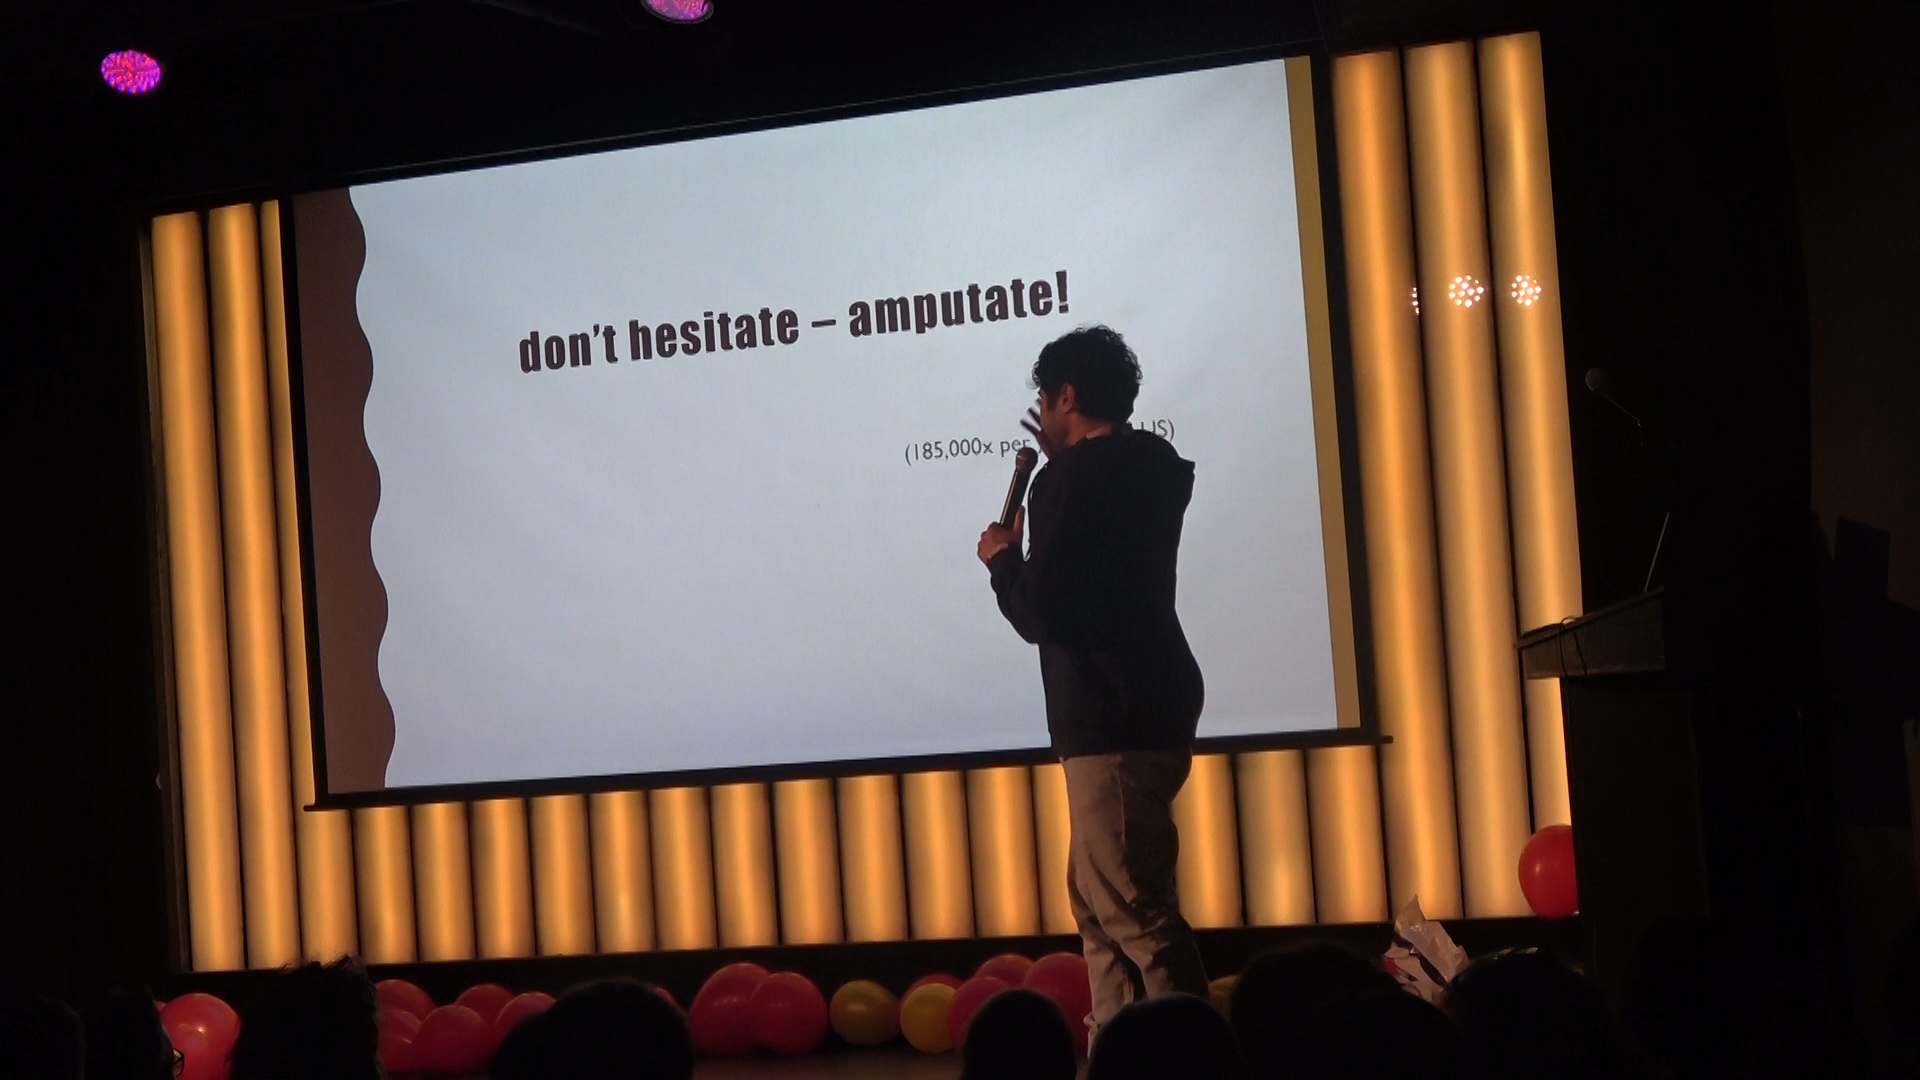 don't hesitate – amputate!
(185,000x per US)